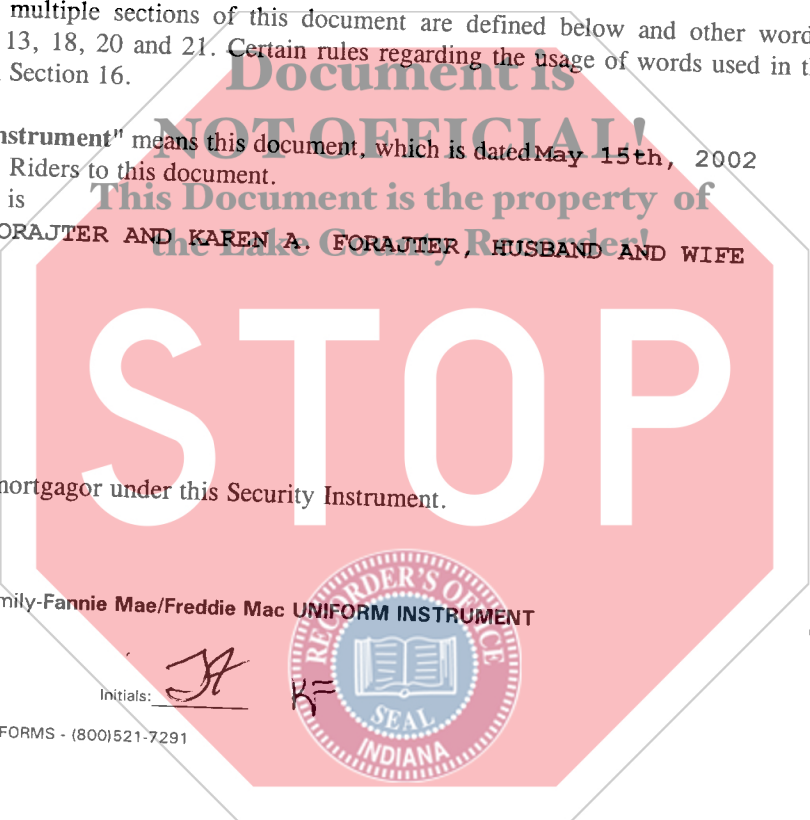 multiple sections of this document are defined below and other word
13, 18, 20 and 21. Certain rules regarding the usage of words used in t
Section 16.
Document is
NOT OFFICIAL!
This Document is the property of
the Lake County Recorder!
nstrument" means this document, which is dated May 15th, 2002
Riders to this document.
is
ORAJTER AND KAREN A. FORAJTER, HUSBAND AND WIFE
STOP
mortgagor under this Security Instrument.
mily-Fannie Mae/Freddie Mac UNIFORM INSTRUMENT
RECORDER'S OFFICE
SEAL
INDIANA
Initials:
KF
FORMS - (800)521-7291